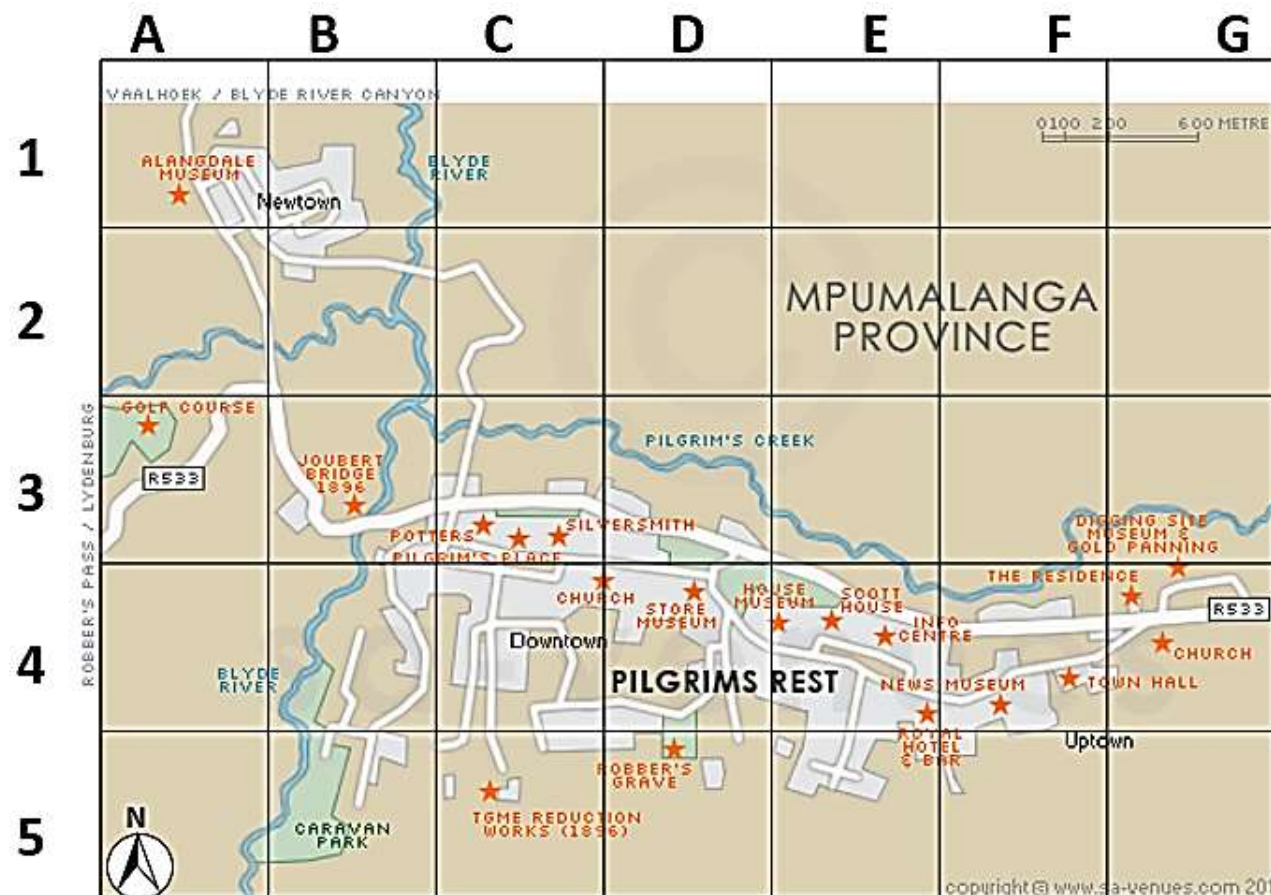 A B C D E F G
VAALHOEK / BLYDE RIVER CANYON
0 100 200 600 METRE
1
ALANGDALE
MUSEUM
BLYDE
RIVER
Newtown
2
MPUMALANGA
PROVINCE
3
GOLF COURSE
R533
ROBBER'S PASS / LYDENBURG
JOUBERT
BRIDGE
1896
PILGRIM'S CREEK
POTTERS
SILVERSMITH
PILGRIM'S PLACE
DIGGING SITE
MUSEUM &
GOLD PANNING
4
THE RESIDENCE
CHURCH
STORE
MUSEUM
HOUSE
MUSEUM
SCOTT
HOUSE
INFO
CENTRE
R533
CHURCH
Downtown
PILGRIMS REST
BLYDE
RIVER
NEWS MUSEUM
TOWN HALL
ROYAL
HOTEL
& BAR
Uptown
5
ROBBER'S
GRAVE
TGME REDUCTION
WORKS (1896)
CARAVAN
PARK
N
copyright © www.sa-venues.com 201